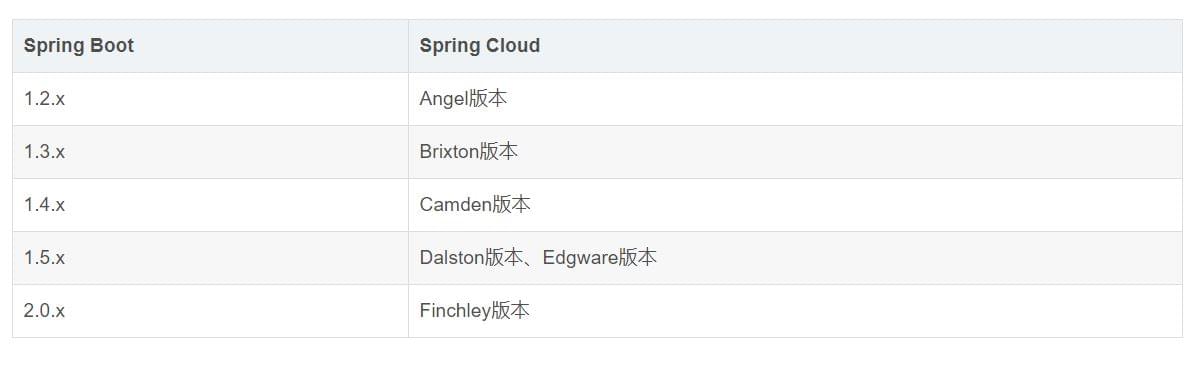 Spring Boot Spring Cloud
1.2.x Angel版本
1.3.x Brixton版本
1.4.x Camden版本
1.5.x Dalston版本、Edgware版本
2.0.x Finchley版本